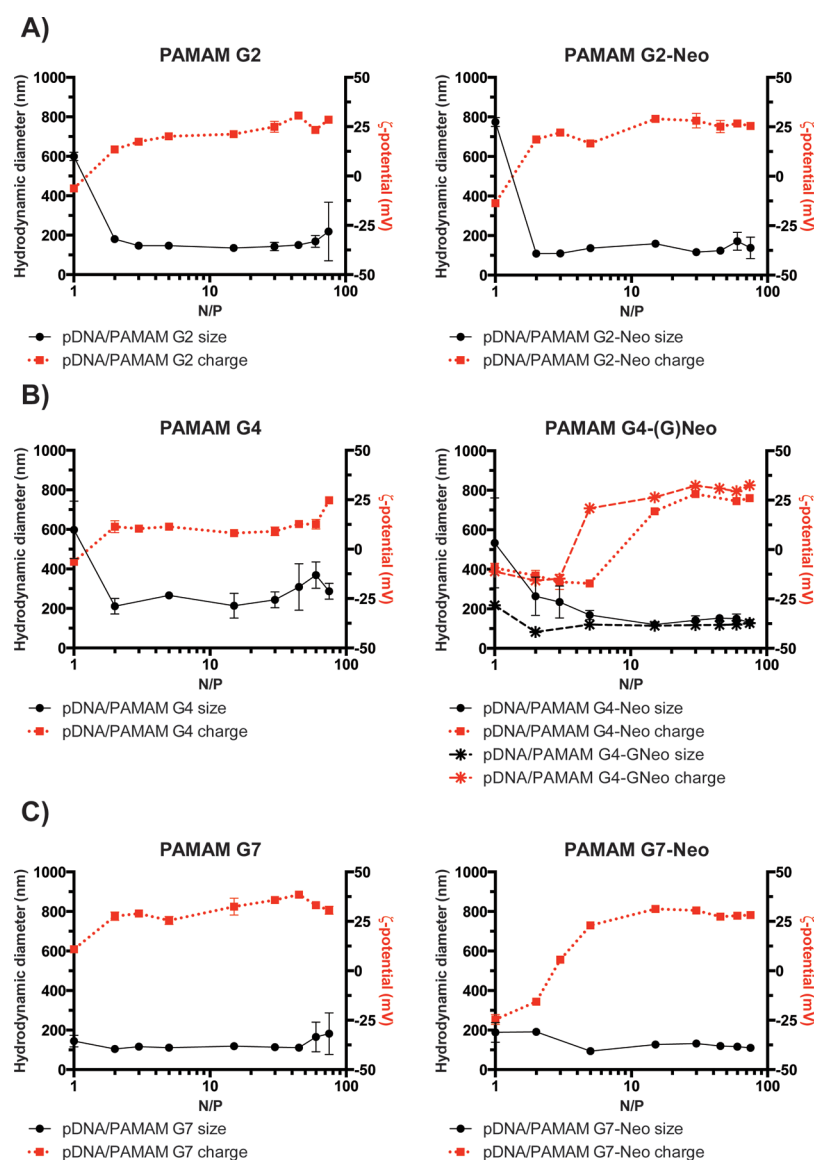 A)
PAMAM G2
PAMAM G2-Neo
Hydrodynamic diameter (nm)
1000
800
600
400
200
0
50
25
0
-25
-50
ζ-potential (mV)
1
10
100
N/P
Hydrodynamic diameter (nm)
1000
800
600
400
200
0
50
25
0
-25
-50
ζ-potential (mV)
1
10
100
N/P
pDNA/PAMAM G2 size
pDNA/PAMAM G2 charge
pDNA/PAMAM G2-Neo size
pDNA/PAMAM G2-Neo charge
B)
PAMAM G4
PAMAM G4-(G)Neo
Hydrodynamic diameter (nm)
1000
800
600
400
200
0
50
25
0
-25
-50
ζ-potential (mV)
1
10
100
N/P
Hydrodynamic diameter (nm)
1000
800
600
400
200
0
50
25
0
-25
-50
ζ-potential (mV)
1
10
100
N/P
pDNA/PAMAM G4 size
pDNA/PAMAM G4 charge
pDNA/PAMAM G4-Neo size
pDNA/PAMAM G4-Neo charge
pDNA/PAMAM G4-GNeo size
pDNA/PAMAM G4-GNeo charge
C)
PAMAM G7
PAMAM G7-Neo
Hydrodynamic diameter (nm)
1000
800
600
400
200
0
50
25
0
-25
-50
ζ-potential (mV)
1
10
100
N/P
Hydrodynamic diameter (nm)
1000
800
600
400
200
0
50
25
0
-25
-50
ζ-potential (mV)
1
10
100
N/P
pDNA/PAMAM G7 size
pDNA/PAMAM G7 charge
pDNA/PAMAM G7-Neo size
pDNA/PAMAM G7-Neo charge